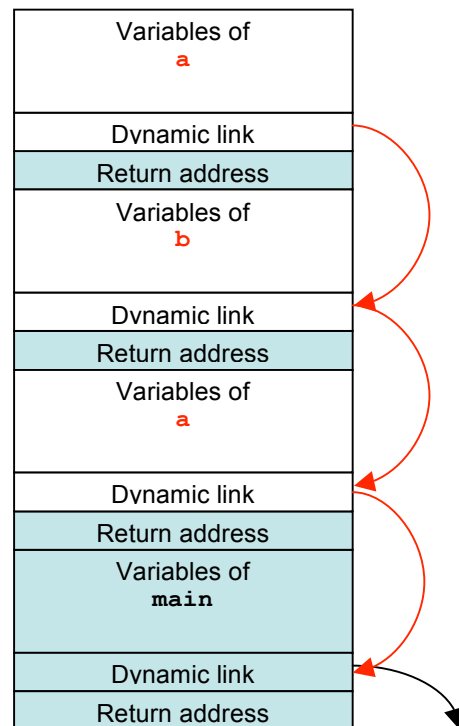 Variables of
a
Dynamic link
Return address
Variables of
b
Dynamic link
Return address
Variables of
a
Dynamic link
Return address
Variables of
main
Dynamic link
Return address